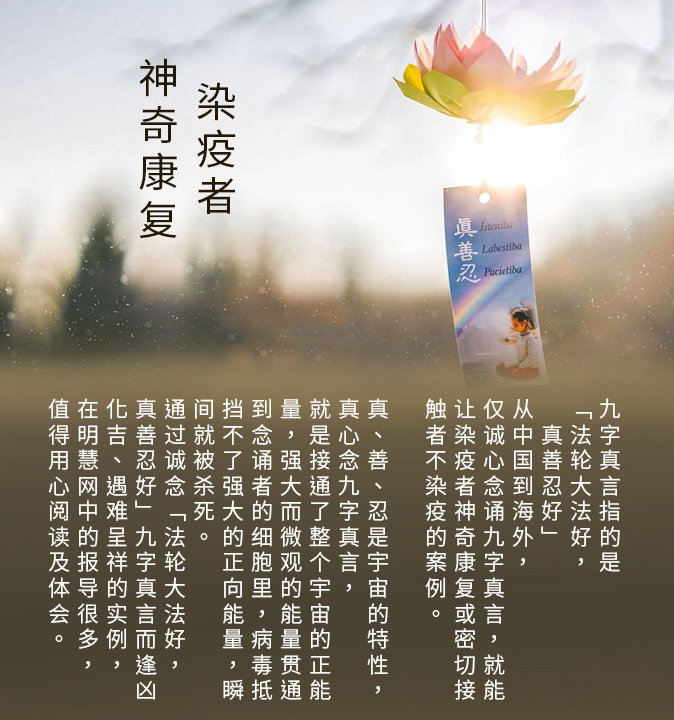 染疫者
神奇康复
眞善忍
Istenība
Labestība
Pacietība
九字真言指的是
「法轮大法好，
真善忍好」
从中国到海外，
仅诚心念诵九字真言，就能
让染疫者神奇康复或密切接
触者不染疫的案例。
真、善、忍是宇宙的特性，
真心念九字真言，
就是接通了整个宇宙的正能
量，强大而微观的能量贯通
到念诵者的细胞里，病毒抵
挡不了强大的正向能量，瞬
间就被杀死。
通过诚念「法轮大法好，
真善忍好」九字真言而逢凶
化吉、遇难呈祥的实例，
在明慧网中的报导很多，
值得用心阅读及体会。